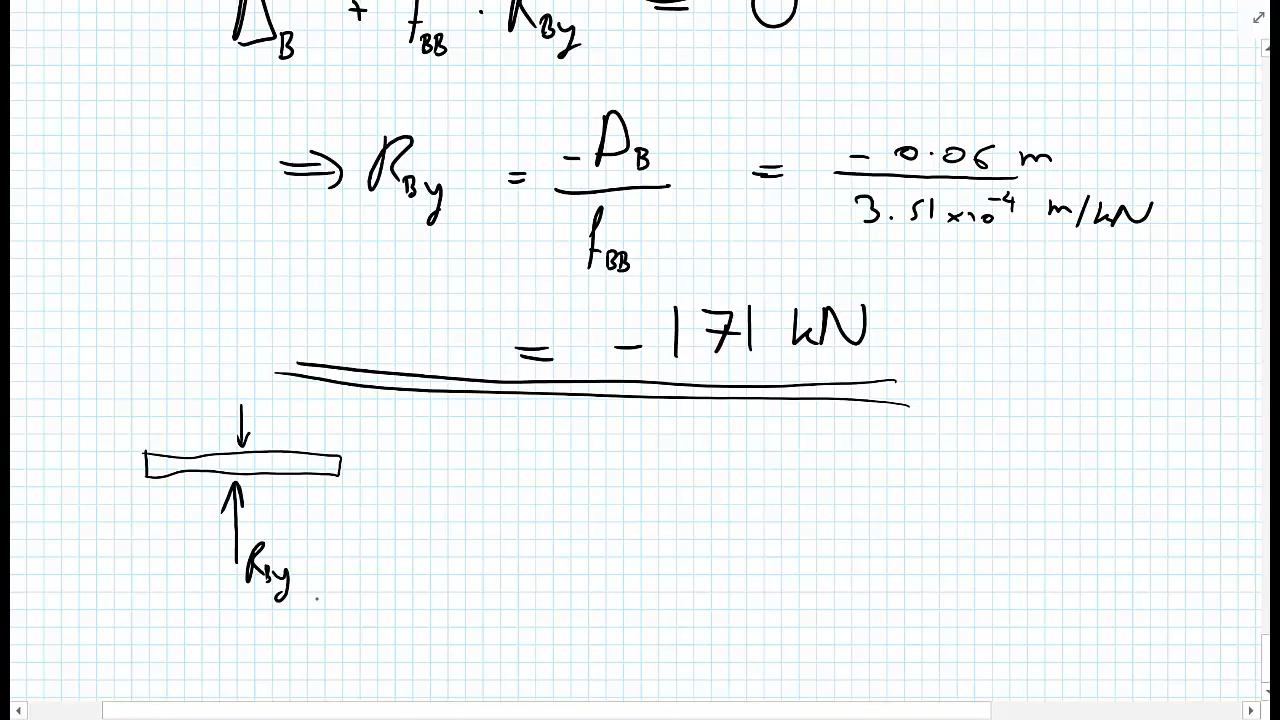 Δ_B + f_BB · R_By = 0
⇒ R_By = -Δ_B / f_BB = - 0.06 m / 3.51 × 10^-4 m/kN
= - 171 kN
R_By